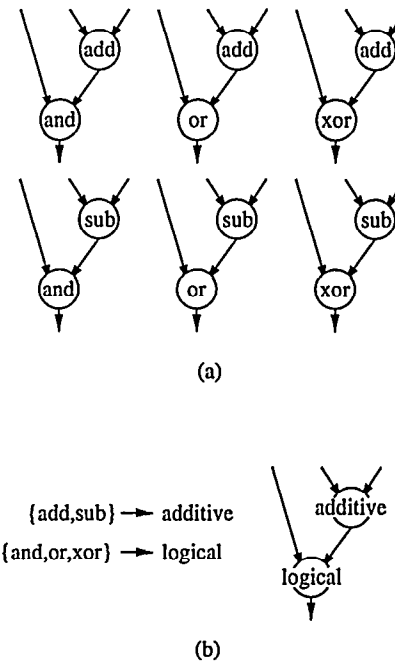 add add add
and or xor
sub sub sub
and or xor
(a)
{add,sub} → additive
{and,or,xor} → logical
additive
logical
(b)